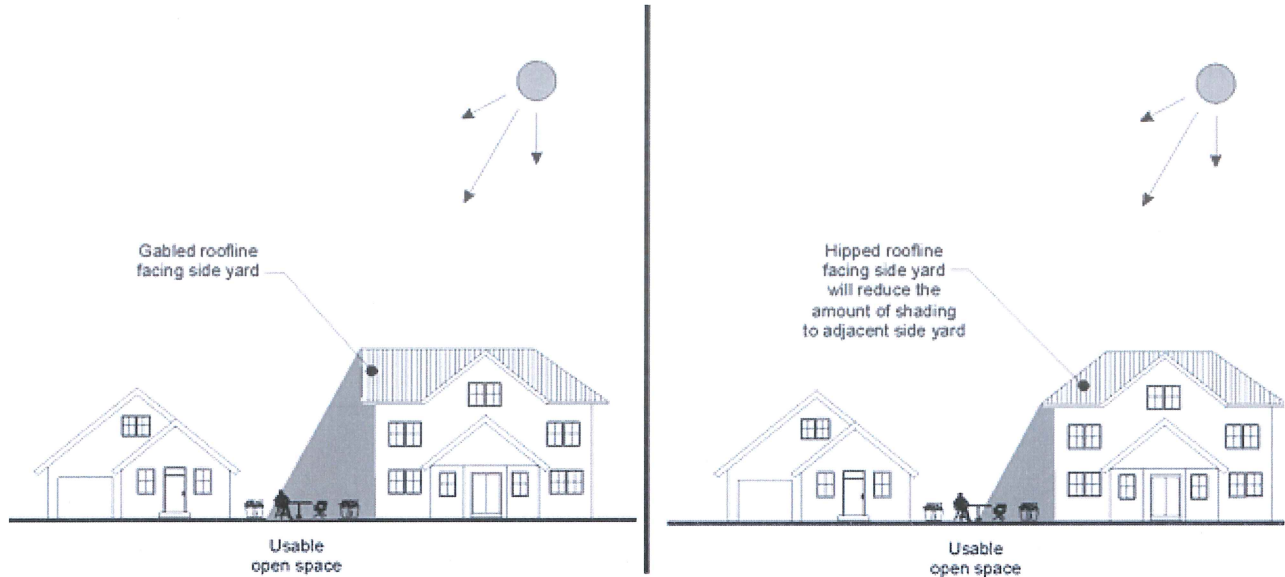 Gabled roofline
facing side yard
Usable
open space
Hipped roofline
facing side yard
will reduce the
amount of shading
to adjacent side yard
Usable
open space